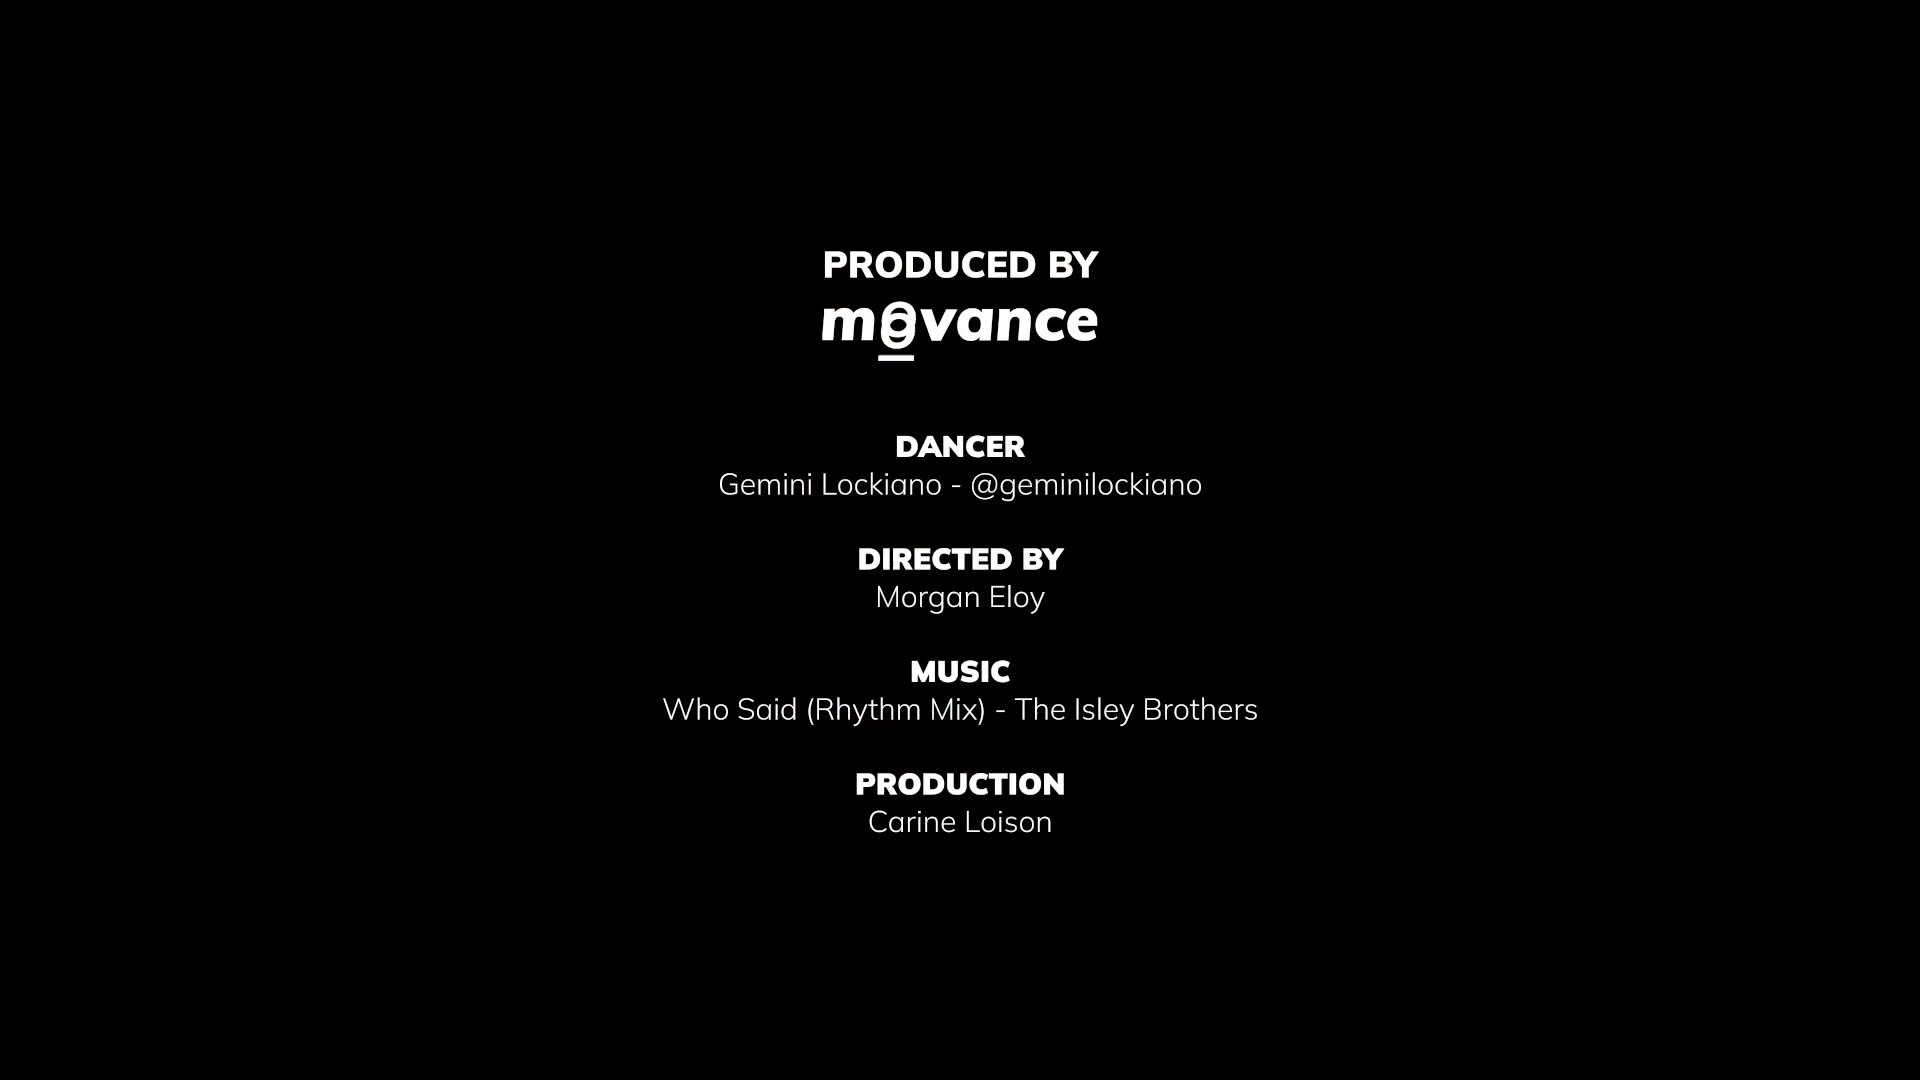 PRODUCED BY
movance
DANCER
Gemini Lockiano - @geminilockiano
DIRECTED BY
Morgan Eloy
MUSIC
Who Said (Rhythm Mix) - The Isley Brothers
PRODUCTION
Carine Loison